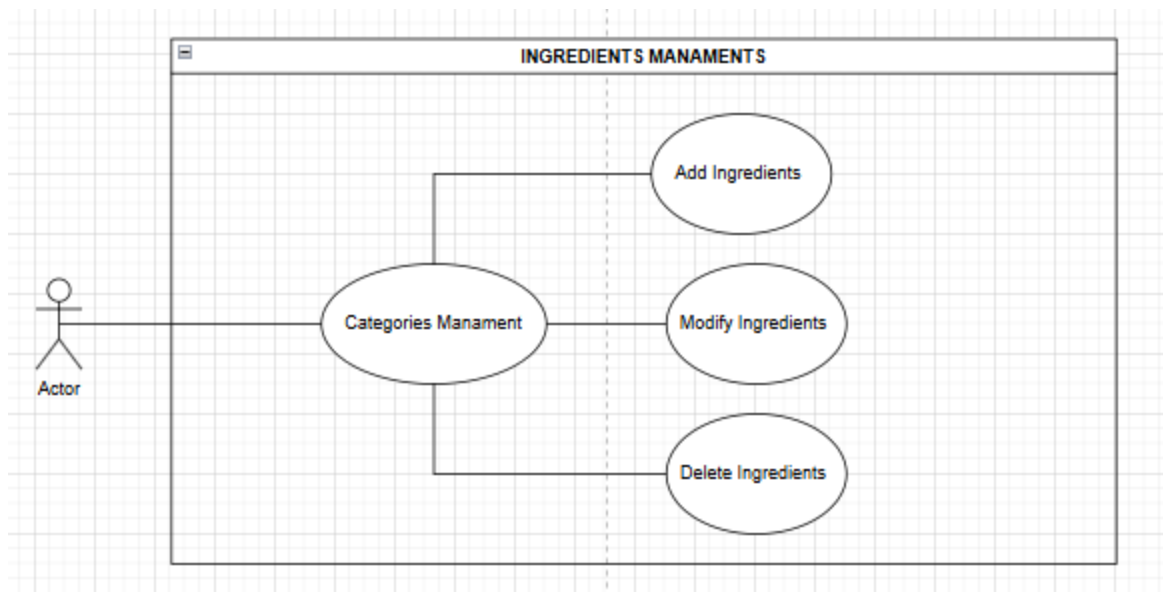 INGREDIENTS MANAMENTS
Add Ingredients
Categories Manament
Modify Ingredients
Actor
Delete Ingredients